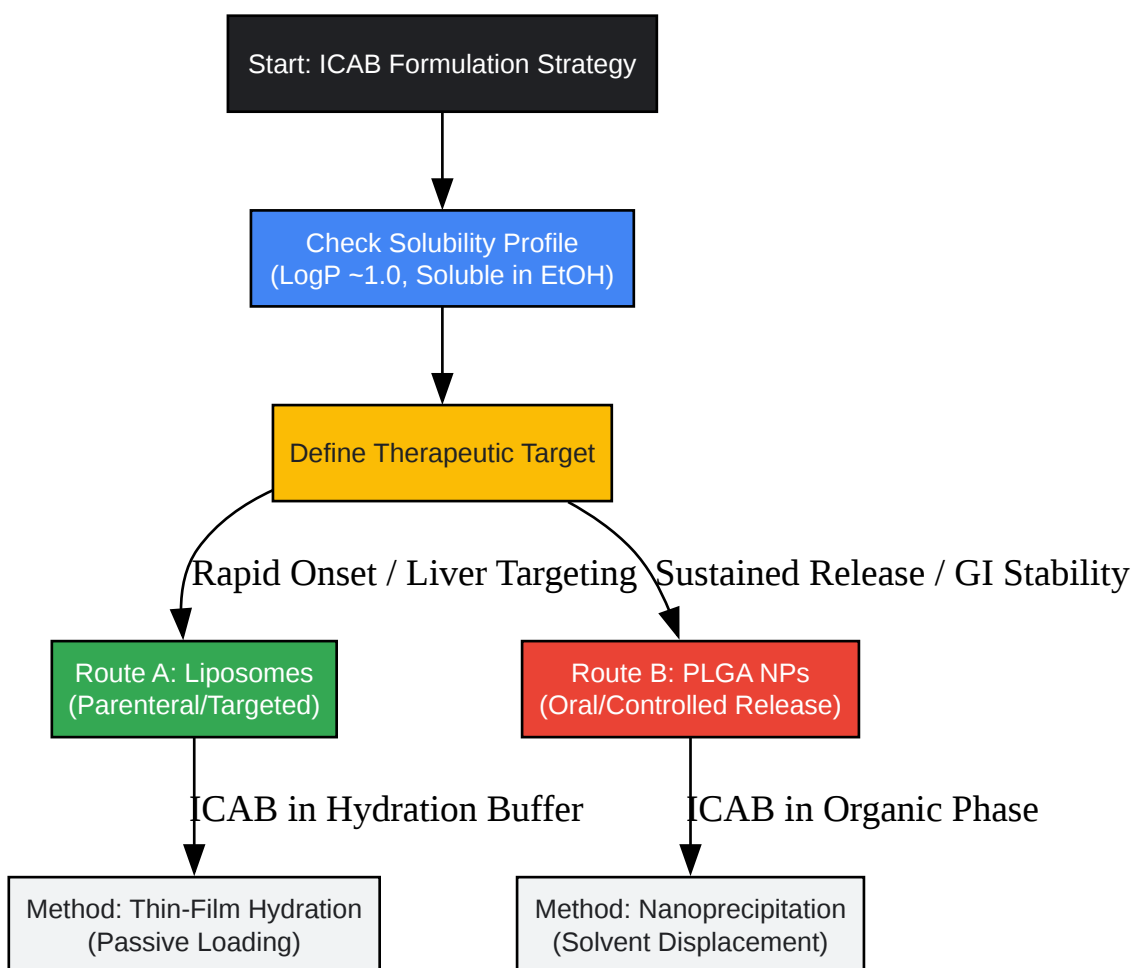 Start: ICAB Formulation Strategy
Check Solubility Profile
(LogP ~1.0, Soluble in EtOH)
Define Therapeutic Target
Rapid Onset / Liver Targeting
Sustained Release / GI Stability
Route A: Liposomes
(Parenteral/Targeted)
Route B: PLGA NPs
(Oral/Controlled Release)
ICAB in Hydration Buffer
ICAB in Organic Phase
Method: Thin-Film Hydration
(Passive Loading)
Method: Nanoprecipitation
(Solvent Displacement)